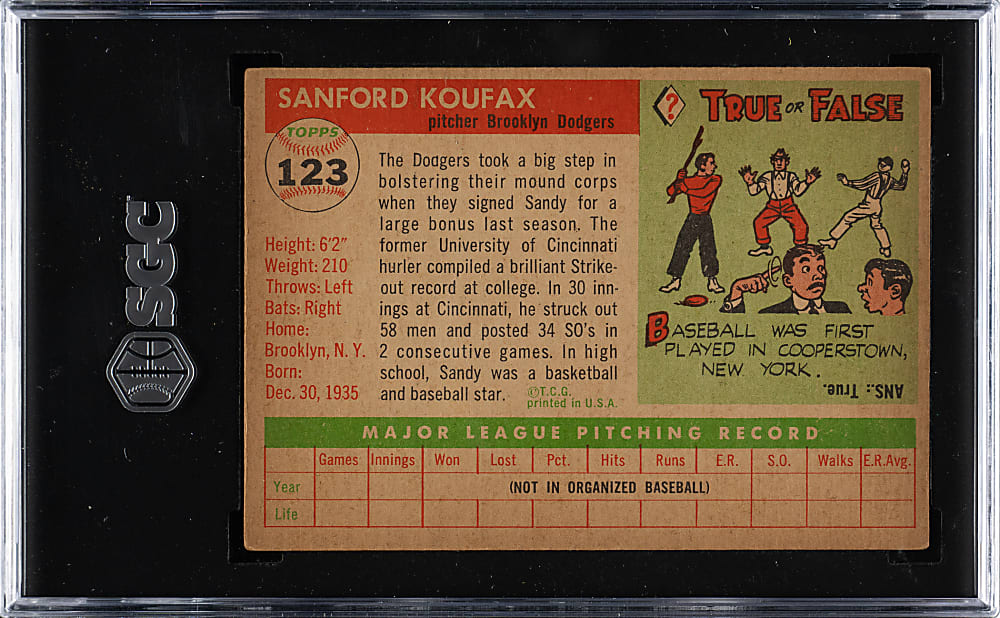 SGC
SANFORD KOUFAX
pitcher Brooklyn Dodgers
TOPPS
123
Height: 6'2"
Weight: 210
Throws: Left
Bats: Right
Home:
Brooklyn, N. Y.
Born:
Dec. 30, 1935
The Dodgers took a big step in
bolstering their mound corps
when they signed Sandy for a
large bonus last season. The
former University of Cincinnati
hurler compiled a brilliant Strike-
out record at college. In 30 inn-
ings at Cincinnati, he struck out
58 men and posted 34 SO's in
2 consecutive games. In high
school, Sandy was a basketball
and baseball star.
©T.C.G.
printed in U.S.A.
?
TRUE OR FALSE
BASEBALL WAS FIRST
PLAYED IN COOPERSTOWN,
NEW YORK.
ANS.: True.
MAJOR LEAGUE PITCHING RECORD
Games Innings Won Lost Pct. Hits Runs E.R. S.O. Walks E.R.Avg.
Year (NOT IN ORGANIZED BASEBALL)
Life